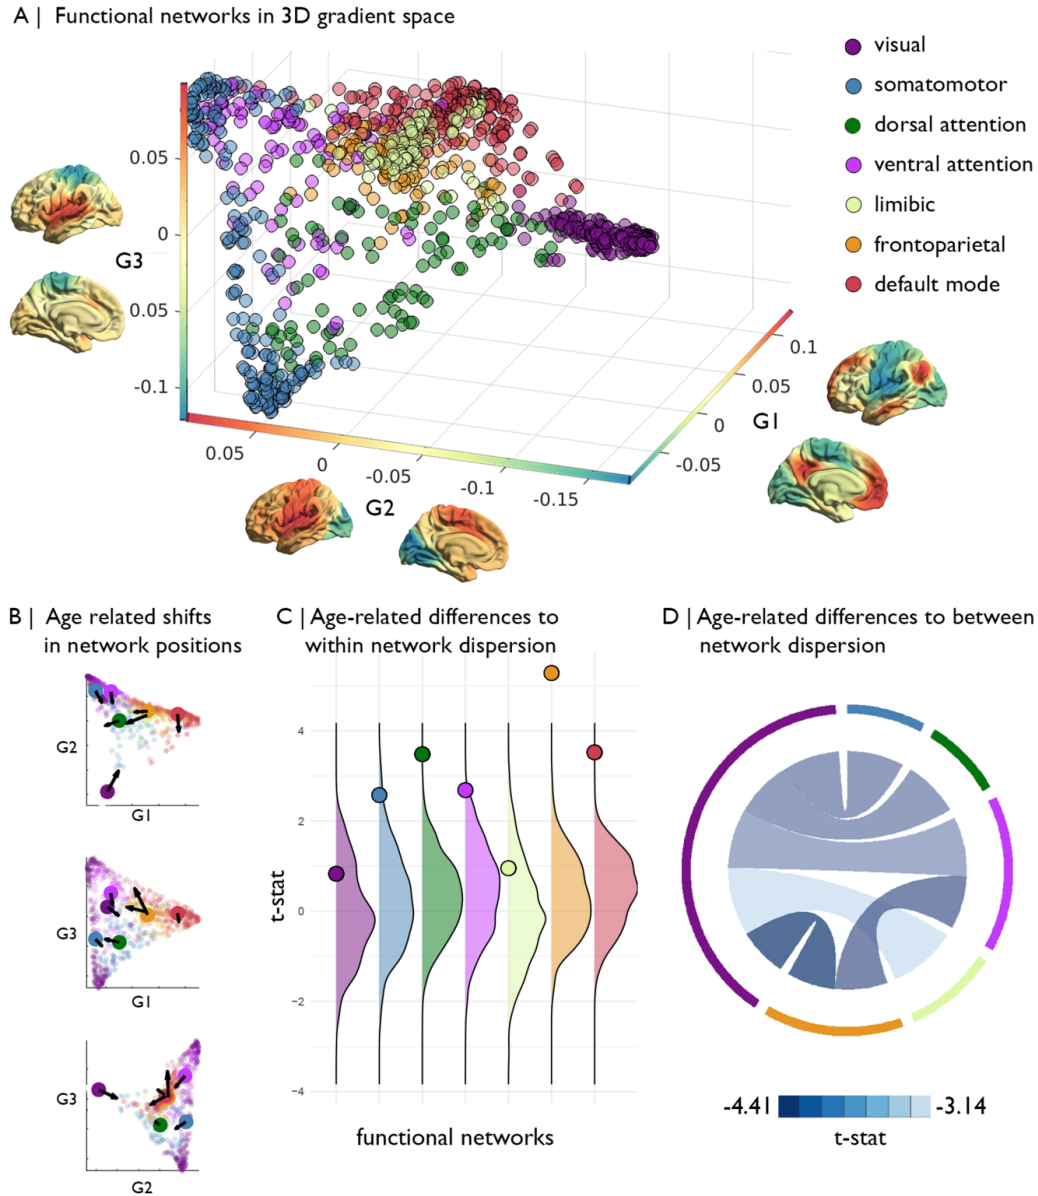 A | Functional networks in 3D gradient space
visual
somatomotor
dorsal attention
ventral attention
limibic
frontoparietal
default mode
0.05
0
G3
0.05
-0.1
0.1
0.05
G1
0
-0.05
0.05
0
-0.05
-0.1
-0.15
G2
B | Age related shifts
in network positions
G2
G1
G3
G1
G3
G2
C | Age-related differences to
within network dispersion
t-stat
4
2
0
−2
−4
functional networks
D | Age-related differences to between
network dispersion
-4.41
-3.14
t-stat